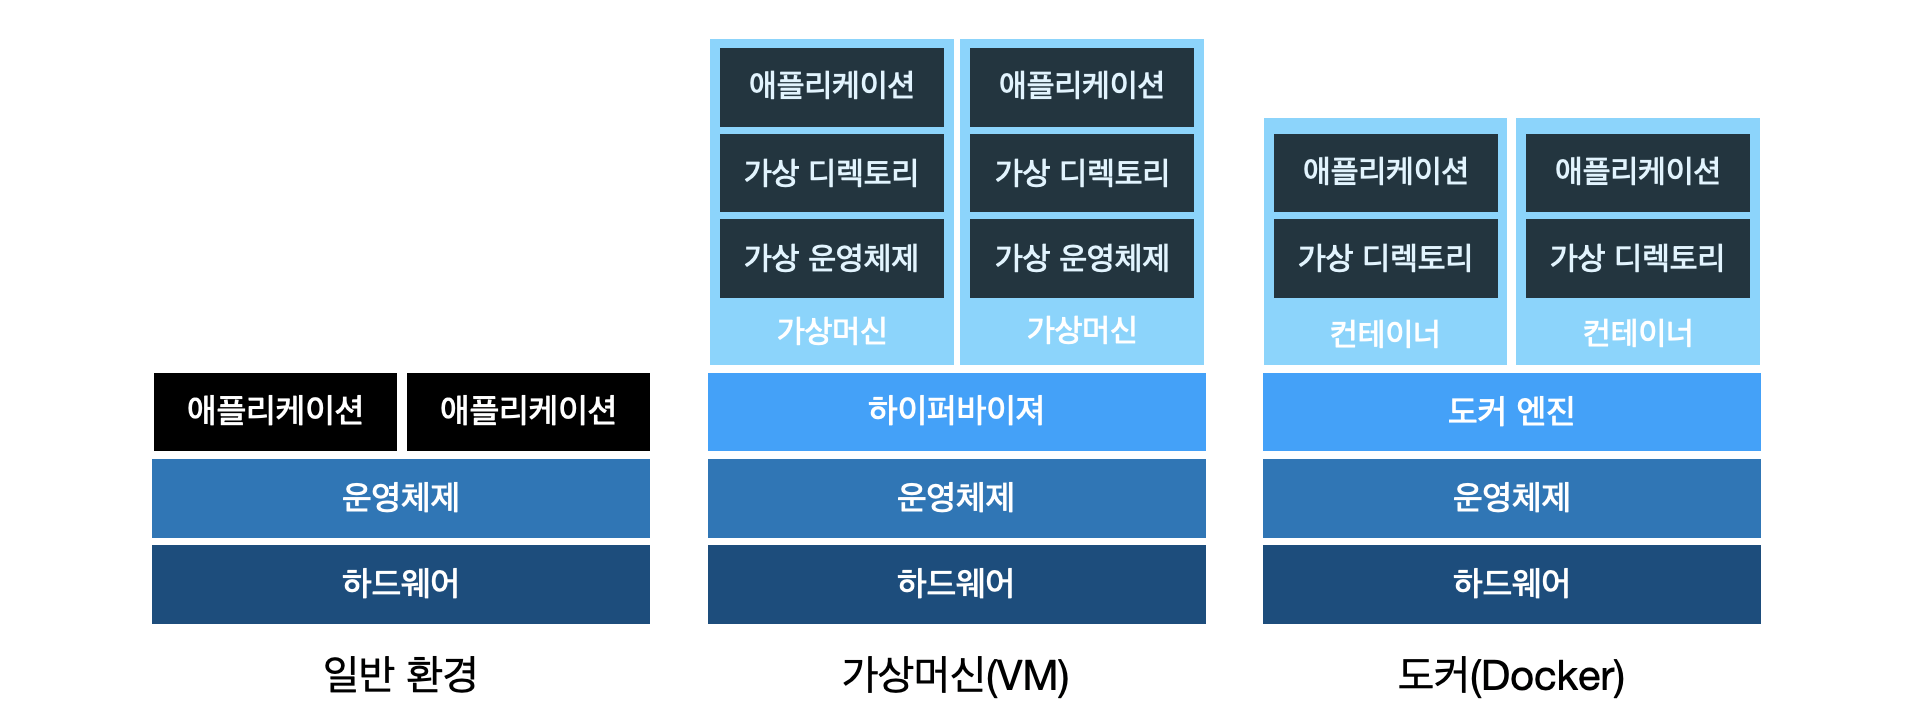 애플리케이션
애플리케이션
운영체제
하드웨어
일반 환경
애플리케이션
가상 디렉토리
가상 운영체제
가상머신
애플리케이션
가상 디렉토리
가상 운영체제
가상머신
하이퍼바이져
운영체제
하드웨어
가상머신(VM)
애플리케이션
가상 디렉토리
컨테이너
애플리케이션
가상 디렉토리
컨테이너
도커 엔진
운영체제
하드웨어
도커(Docker)